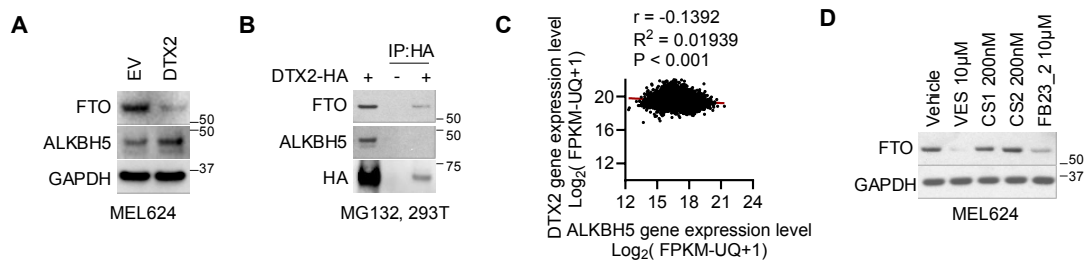 A
EV
DTX2
FTO
50
ALKBH5
50
GAPDH
37
MEL624
B
IP:HA
DTX2-HA + - +
FTO
50
ALKBH5
50
HA
75
MG132, 293T
C
r = -0.1392
R² = 0.01939
P < 0.001
DTX2 gene expression level
Log₂( FPKM-UQ+1)
20
16
12
12 15 18 21 24
ALKBH5 gene expression level
Log₂( FPKM-UQ+1)
D
Vehicle
VES 10μM
CS1 200nM
CS2 200nM
FB23_2 10μM
FTO
50
GAPDH
37
MEL624